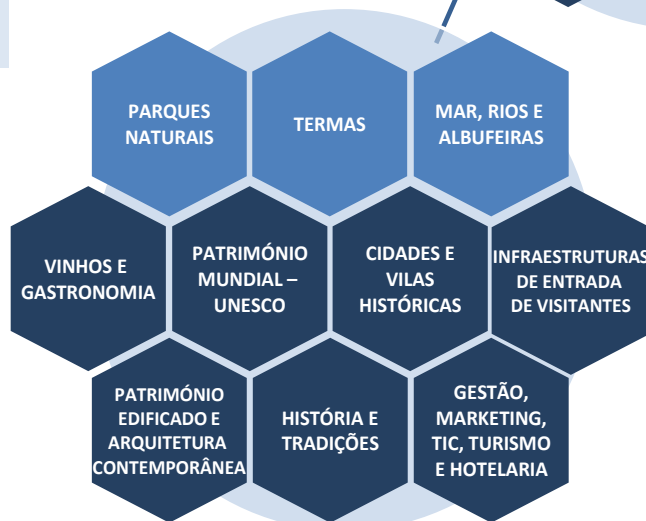 PARQUES
NATURAIS
TERMAS
MAR, RIOS E
ALBUFEIRAS
VINHOS E
GASTRONOMIA
PATRIMÓNIO
MUNDIAL –
UNESCO
CIDADES E
VILAS
HISTÓRICAS
INFRAESTRUTURAS
DE ENTRADA
DE VISITANTES
PATRIMÓNIO
EDIFICADO E
ARQUITETURA
CONTEMPORÂNEA
HISTÓRIA E
TRADIÇÕES
GESTÃO,
MARKETING,
TIC, TURISMO
E HOTELARIA